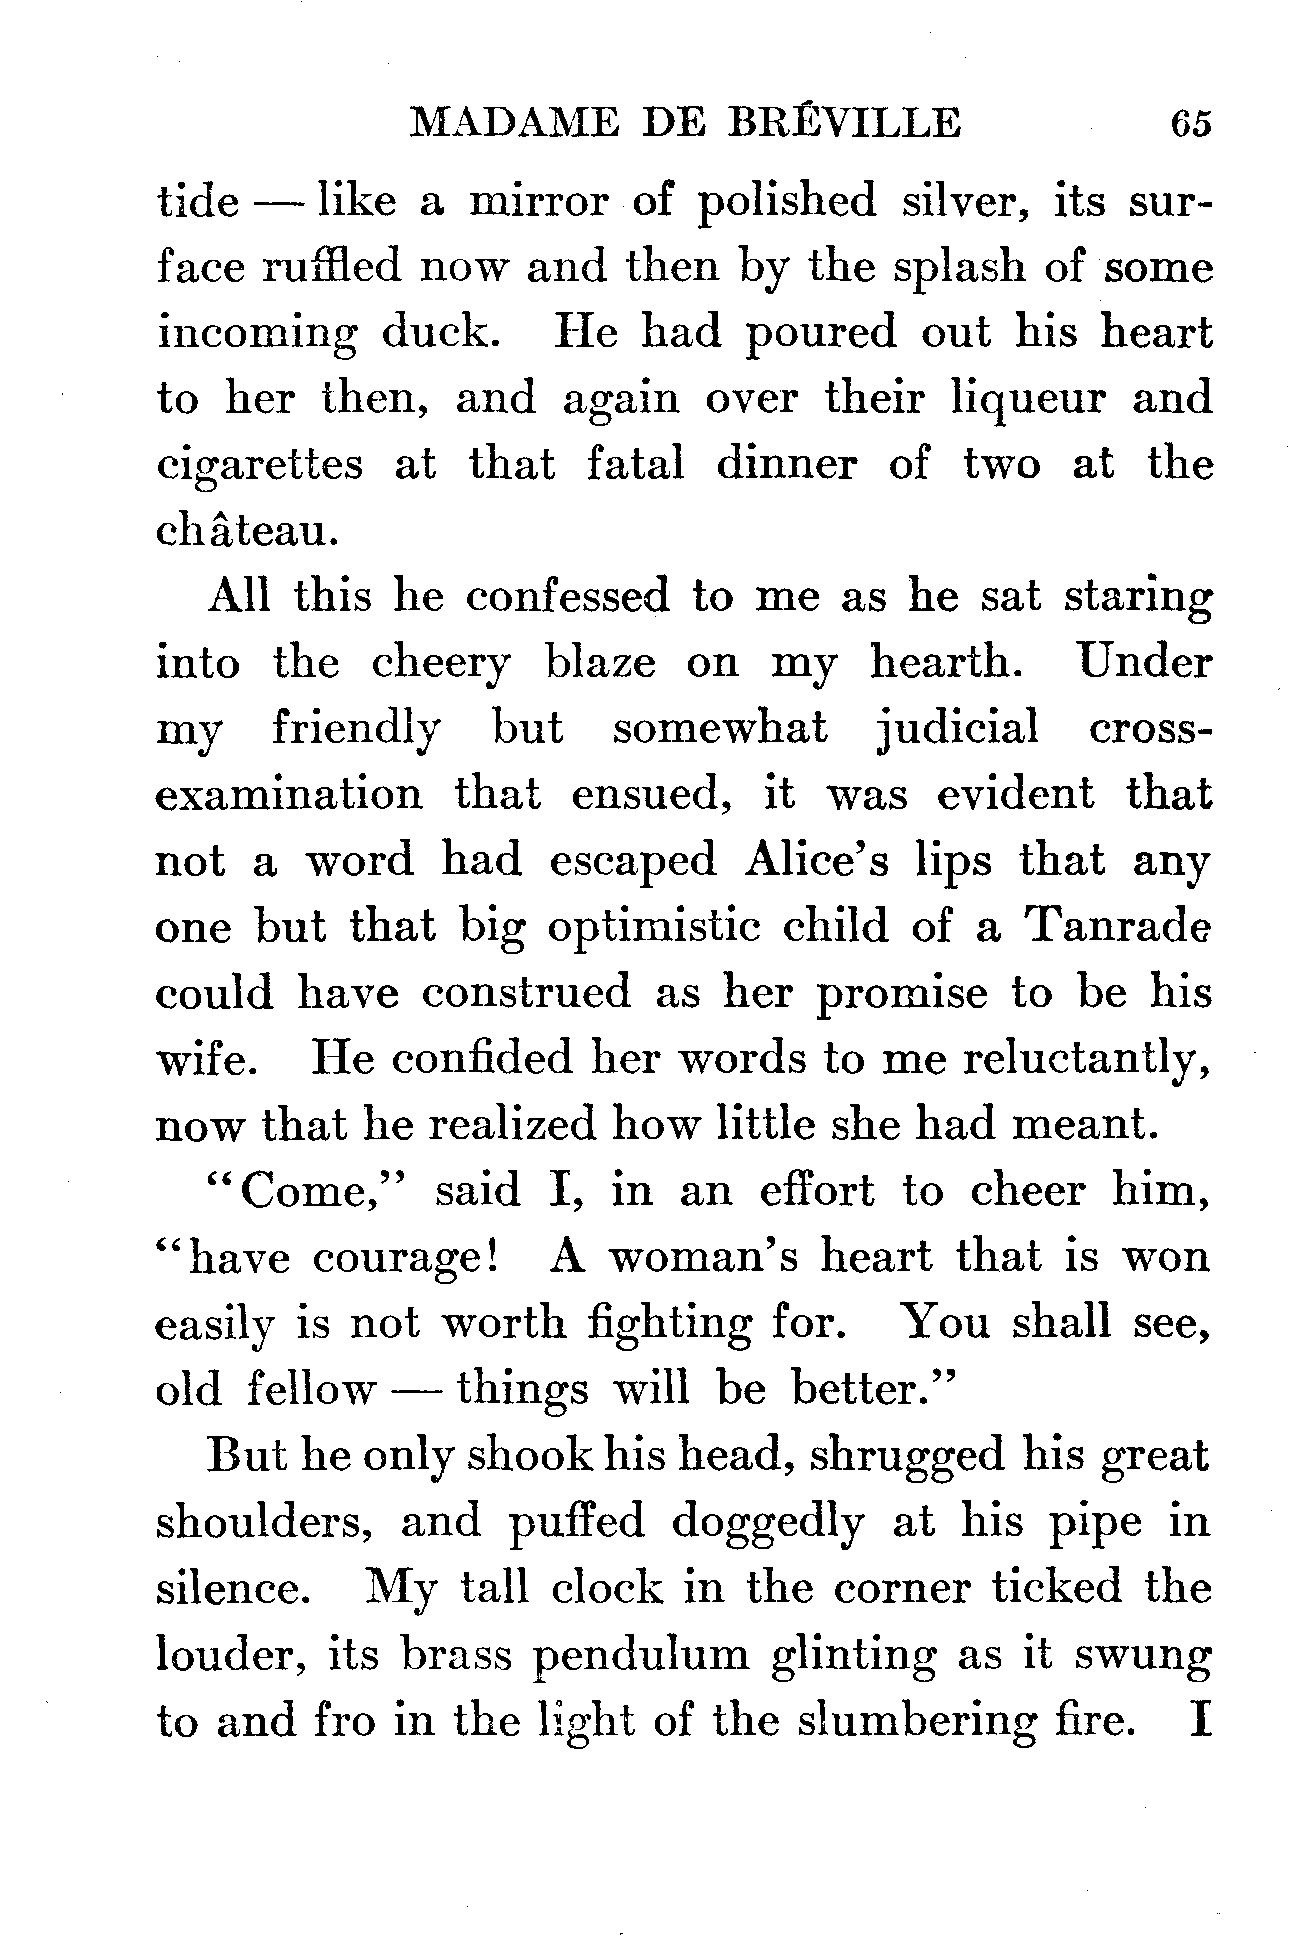 MADAME DE BRÉVILLE 65
tide — like a mirror of polished silver, its sur-
face ruffled now and then by the splash of some
incoming duck. He had poured out his heart
to her then, and again over their liqueur and
cigarettes at that fatal dinner of two at the
château.
All this he confessed to me as he sat staring
into the cheery blaze on my hearth. Under
my friendly but somewhat judicial cross-
examination that ensued, it was evident that
not a word had escaped Alice's lips that any
one but that big optimistic child of a Tanrade
could have construed as her promise to be his
wife. He confided her words to me reluctantly,
now that he realized how little she had meant.
“Come,” said I, in an effort to cheer him,
“have courage! A woman's heart that is won
easily is not worth fighting for. You shall see,
old fellow — things will be better.”
But he only shook his head, shrugged his great
shoulders, and puffed doggedly at his pipe in
silence. My tall clock in the corner ticked the
louder, its brass pendulum glinting as it swung
to and fro in the light of the slumbering fire. I